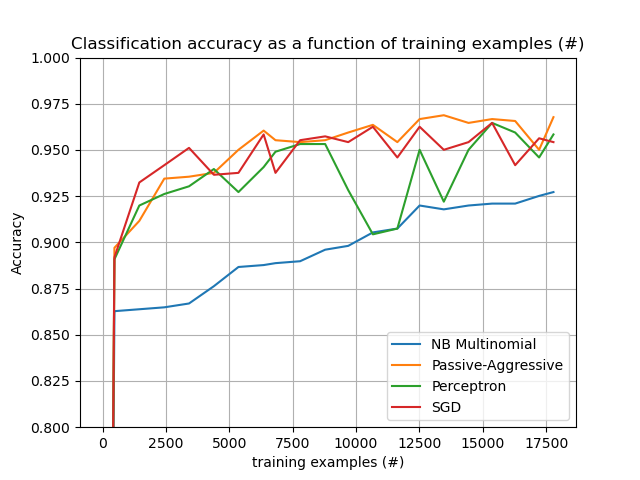 Classification accuracy as a function of training examples (#)
1.000
0.975
0.950
0.925
0.900
0.875
0.850
0.825
0.800
Accuracy
NB Multinomial
Passive-Aggressive
Perceptron
SGD
0 2500 5000 7500 10000 12500 15000 17500
training examples (#)